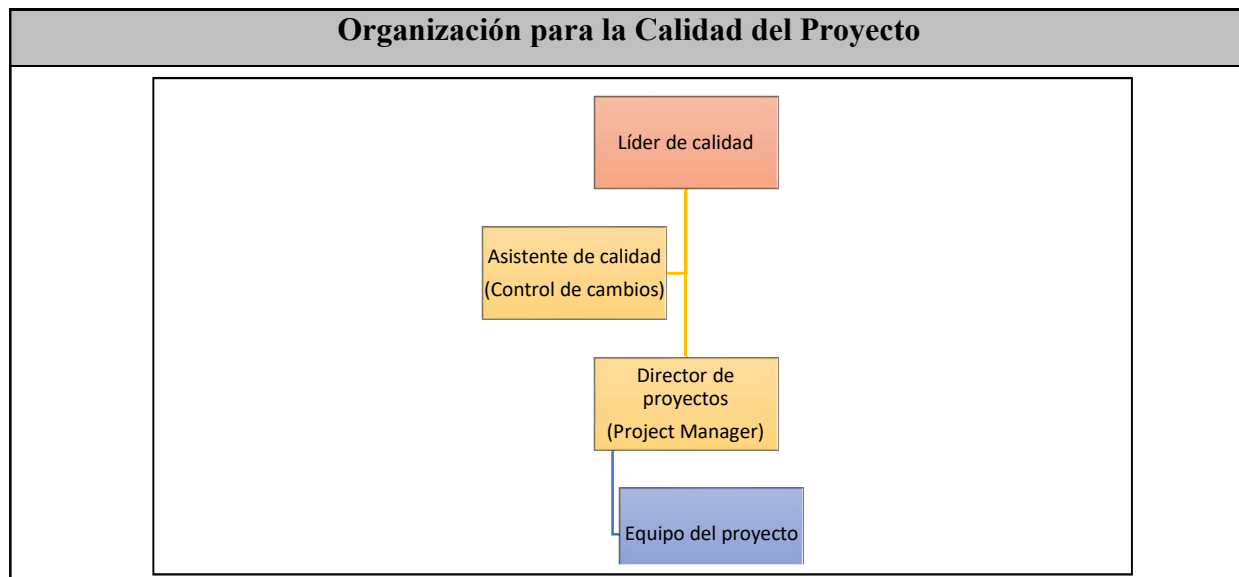 Organización para la Calidad del Proyecto
Líder de calidad
Asistente de calidad
(Control de cambios)
Director de
proyectos
(Project Manager)
Equipo del proyecto